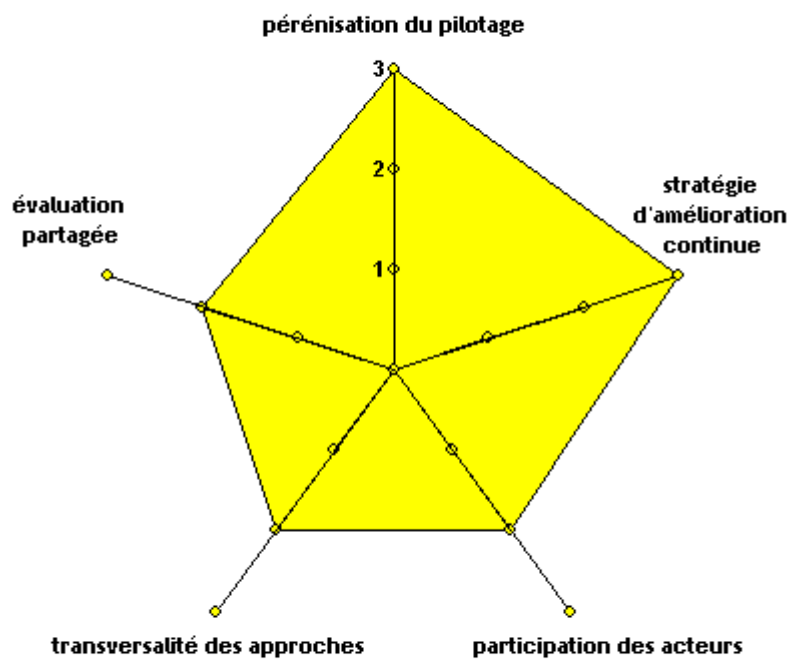 pérénisation du pilotage
3
2
1
stratégie
d'amélioration
continue
évaluation
partagée
transversalité des approches
participation des acteurs